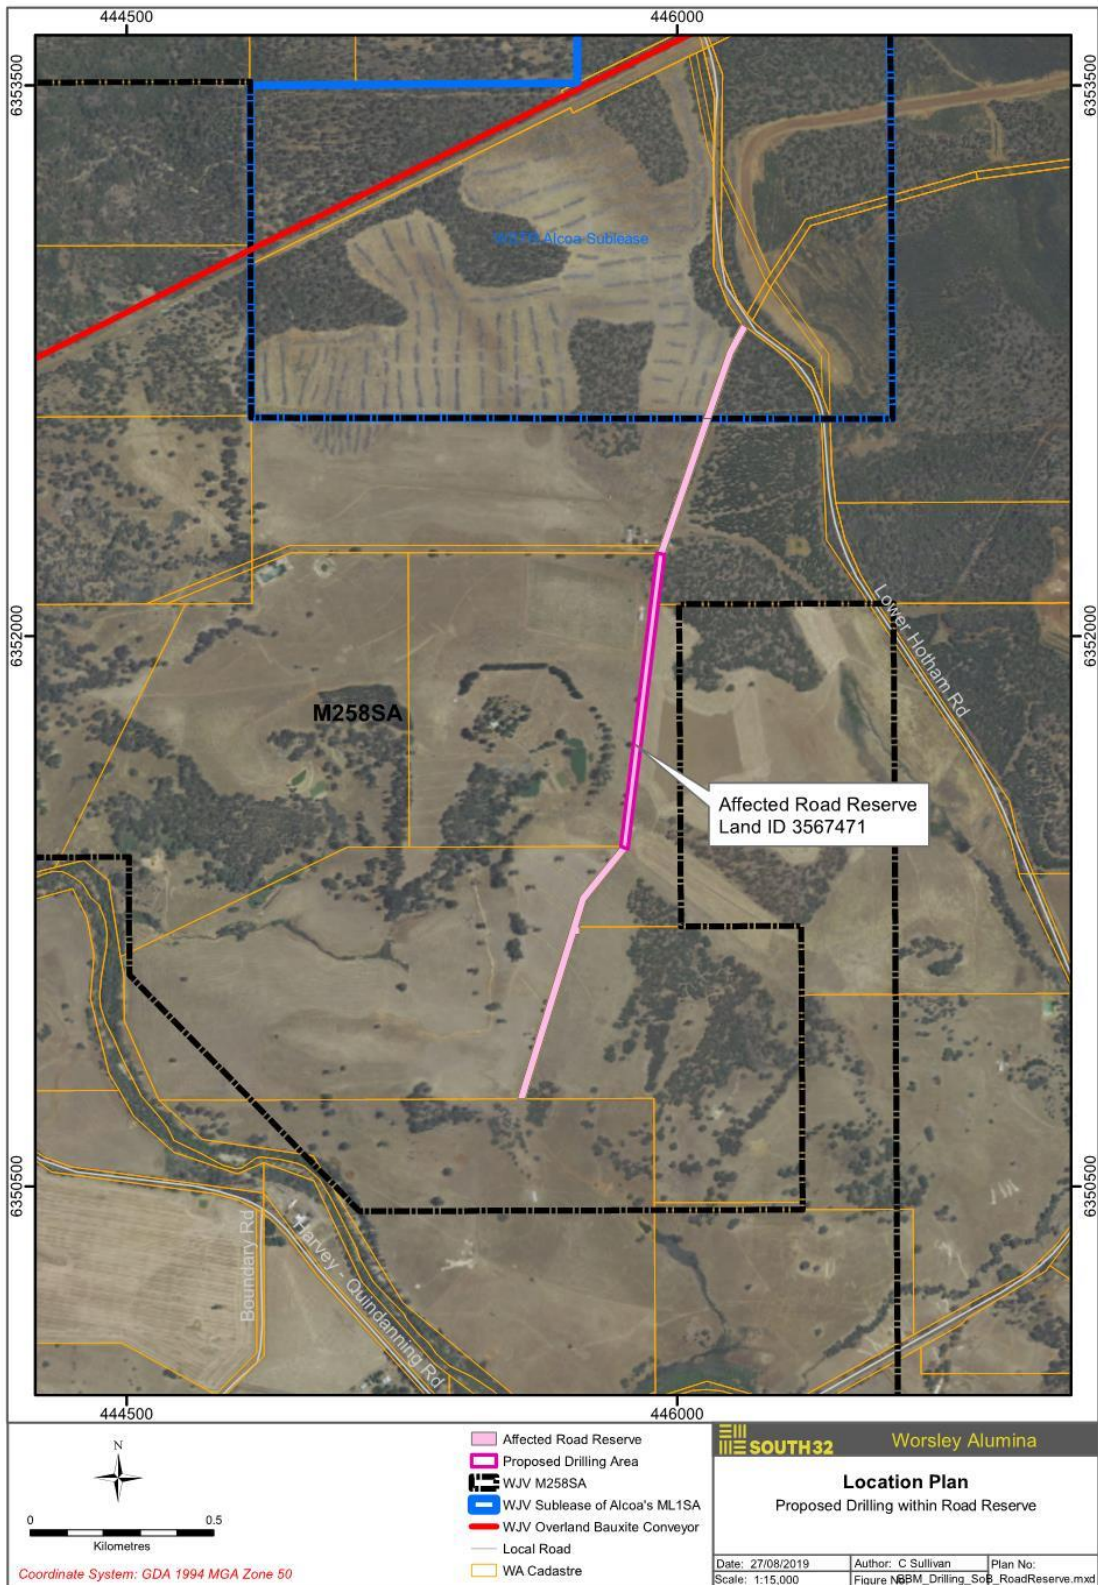 444500
446000
6353500
6353500
Alcoa Sublease
6352000
6352000
Lower Hotham Rd
M258SA
Affected Road Reserve
Land ID 3567471
6350500
6350500
Boundary Rd
Harvey - Quindanning Rd
444500
446000
N
0
0.5
Kilometres
Coordinate System: GDA 1994 MGA Zone 50
Affected Road Reserve
Proposed Drilling Area
WJV M258SA
WJV Sublease of Alcoa's ML1SA
WJV Overland Bauxite Conveyor
Local Road
WA Cadastre
SOUTH32
Worsley Alumina
Location Plan
Proposed Drilling within Road Reserve
Date: 27/08/2019
Author: C Sullivan
Plan No:
Scale: 1:15,000
Figure BBM_Drilling_SoB_RoadReserve.mxd